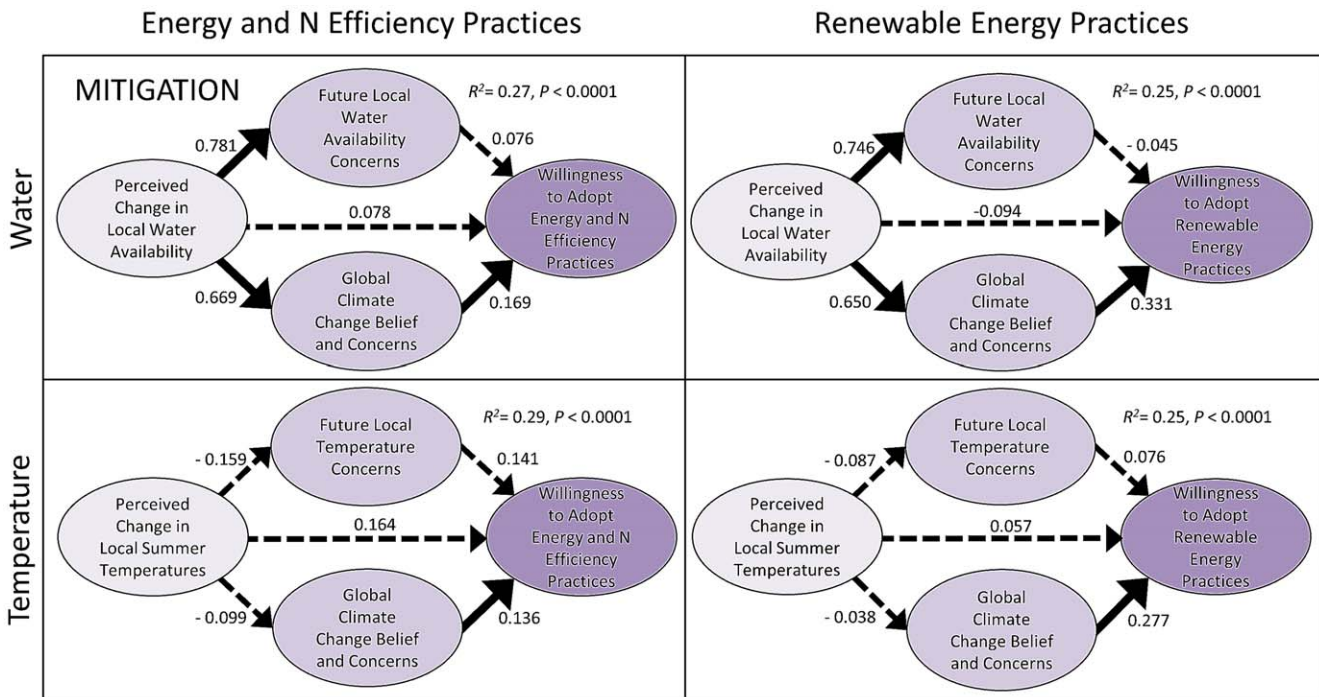 Energy and N Efficiency Practices
Renewable Energy Practices
Water
MITIGATION
Future Local
Water
Availability
Concerns
R²= 0.27, P < 0.0001
0.781
0.076
Perceived
Change in
Local Water
Availability
0.078
Willingness
to Adopt
Energy and N
Efficiency
Practices
0.669
Global
Climate
Change Belief
and Concerns
0.169
Future Local
Water
Availability
Concerns
R²= 0.25, P < 0.0001
0.746
- 0.045
Perceived
Change in
Local Water
Availability
-0.094
Willingness
to Adopt
Renewable
Energy
Practices
0.650
Global
Climate
Change Belief
and Concerns
0.331
Temperature
Future Local
Temperature
Concerns
R²= 0.29, P < 0.0001
- 0.159
0.141
Perceived
Change in
Local Summer
Temperatures
0.164
Willingness
to Adopt
Energy and N
Efficiency
Practices
- 0.099
Global
Climate
Change Belief
and Concerns
0.136
Future Local
Temperature
Concerns
R²= 0.25, P < 0.0001
- 0.087
0.076
Perceived
Change in
Local Summer
Temperatures
0.057
Willingness
to Adopt
Renewable
Energy
Practices
- 0.038
Global
Climate
Change Belief
and Concerns
0.277